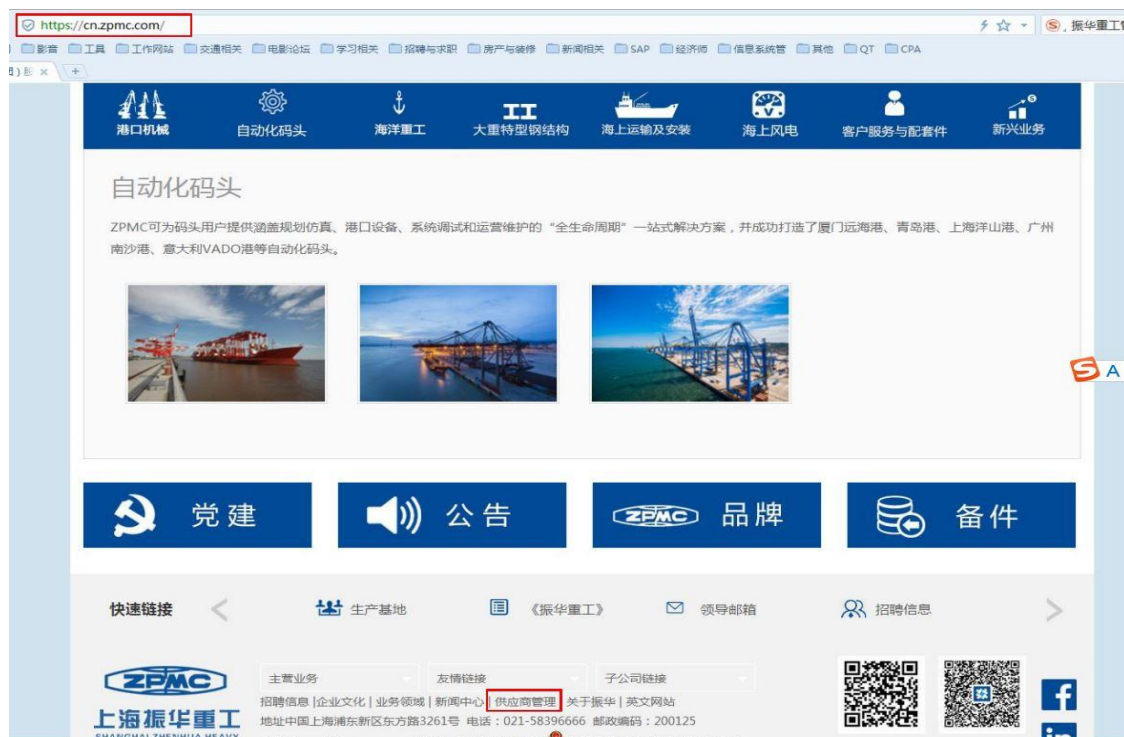 https://cn.zpmc.com/
振华重工
影音 工具 工作网站 交通相关 电影论坛 学习相关 招聘与求职 房产与装修 新闻相关 SAP 经济师 信息系统管 其他 QT CPA
港口机械 自动化码头 海洋重工 大重特型钢结构 海上运输及安装 海上风电 客户服务与配套件 新兴业务
自动化码头
ZPMC可为码头用户提供涵盖规划仿真、港口设备、系统调试和运营维护的“全生命周期”一站式解决方案，并成功打造了厦门远海港、青岛港、上海洋山港、广州
南沙港、意大利VADO港等自动化码头。
A
党建 公告 ZPMC 品牌 备件
快速链接 生产基地 《振华重工》 领导邮箱 招聘信息
ZPMC
主营业务 友情链接 子公司链接
招聘信息 |企业文化 | 业务领域 | 新闻中心 | 供应商管理 关于振华 | 英文网站
上海振华重工
地址中国上海浦东新区东方路3261号 电话：021-58396666 邮政编码：200125
SHANGHAI ZHENHUA HEAVY